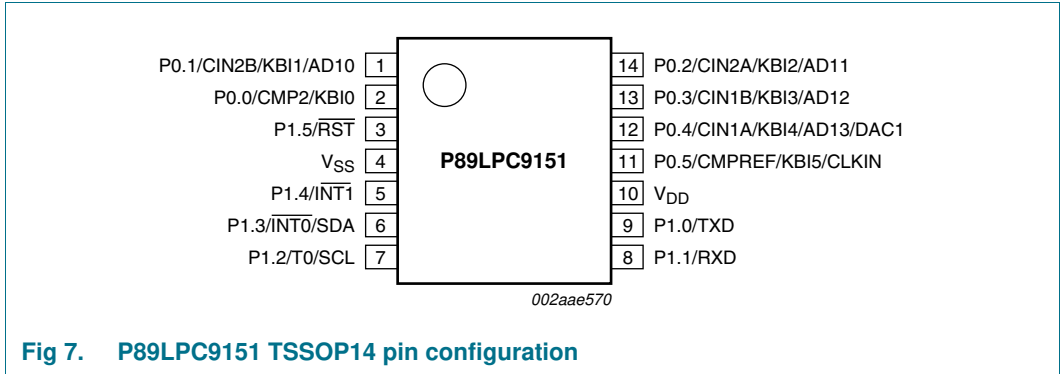 P0.1/CIN2B/KBI1/AD10 1 14 P0.2/CIN2A/KBI2/AD11
P0.0/CMP2/KBI0 2 13 P0.3/CIN1B/KBI3/AD12
P1.5/RST 3 12 P0.4/CIN1A/KBI4/AD13/DAC1
VSS 4 P89LPC9151 11 P0.5/CMPREF/KBI5/CLKIN
P1.4/INT1 5 10 VDD
P1.3/INT0/SDA 6 9 P1.0/TXD
P1.2/T0/SCL 7 8 P1.1/RXD
002aae570
Fig 7. P89LPC9151 TSSOP14 pin configuration